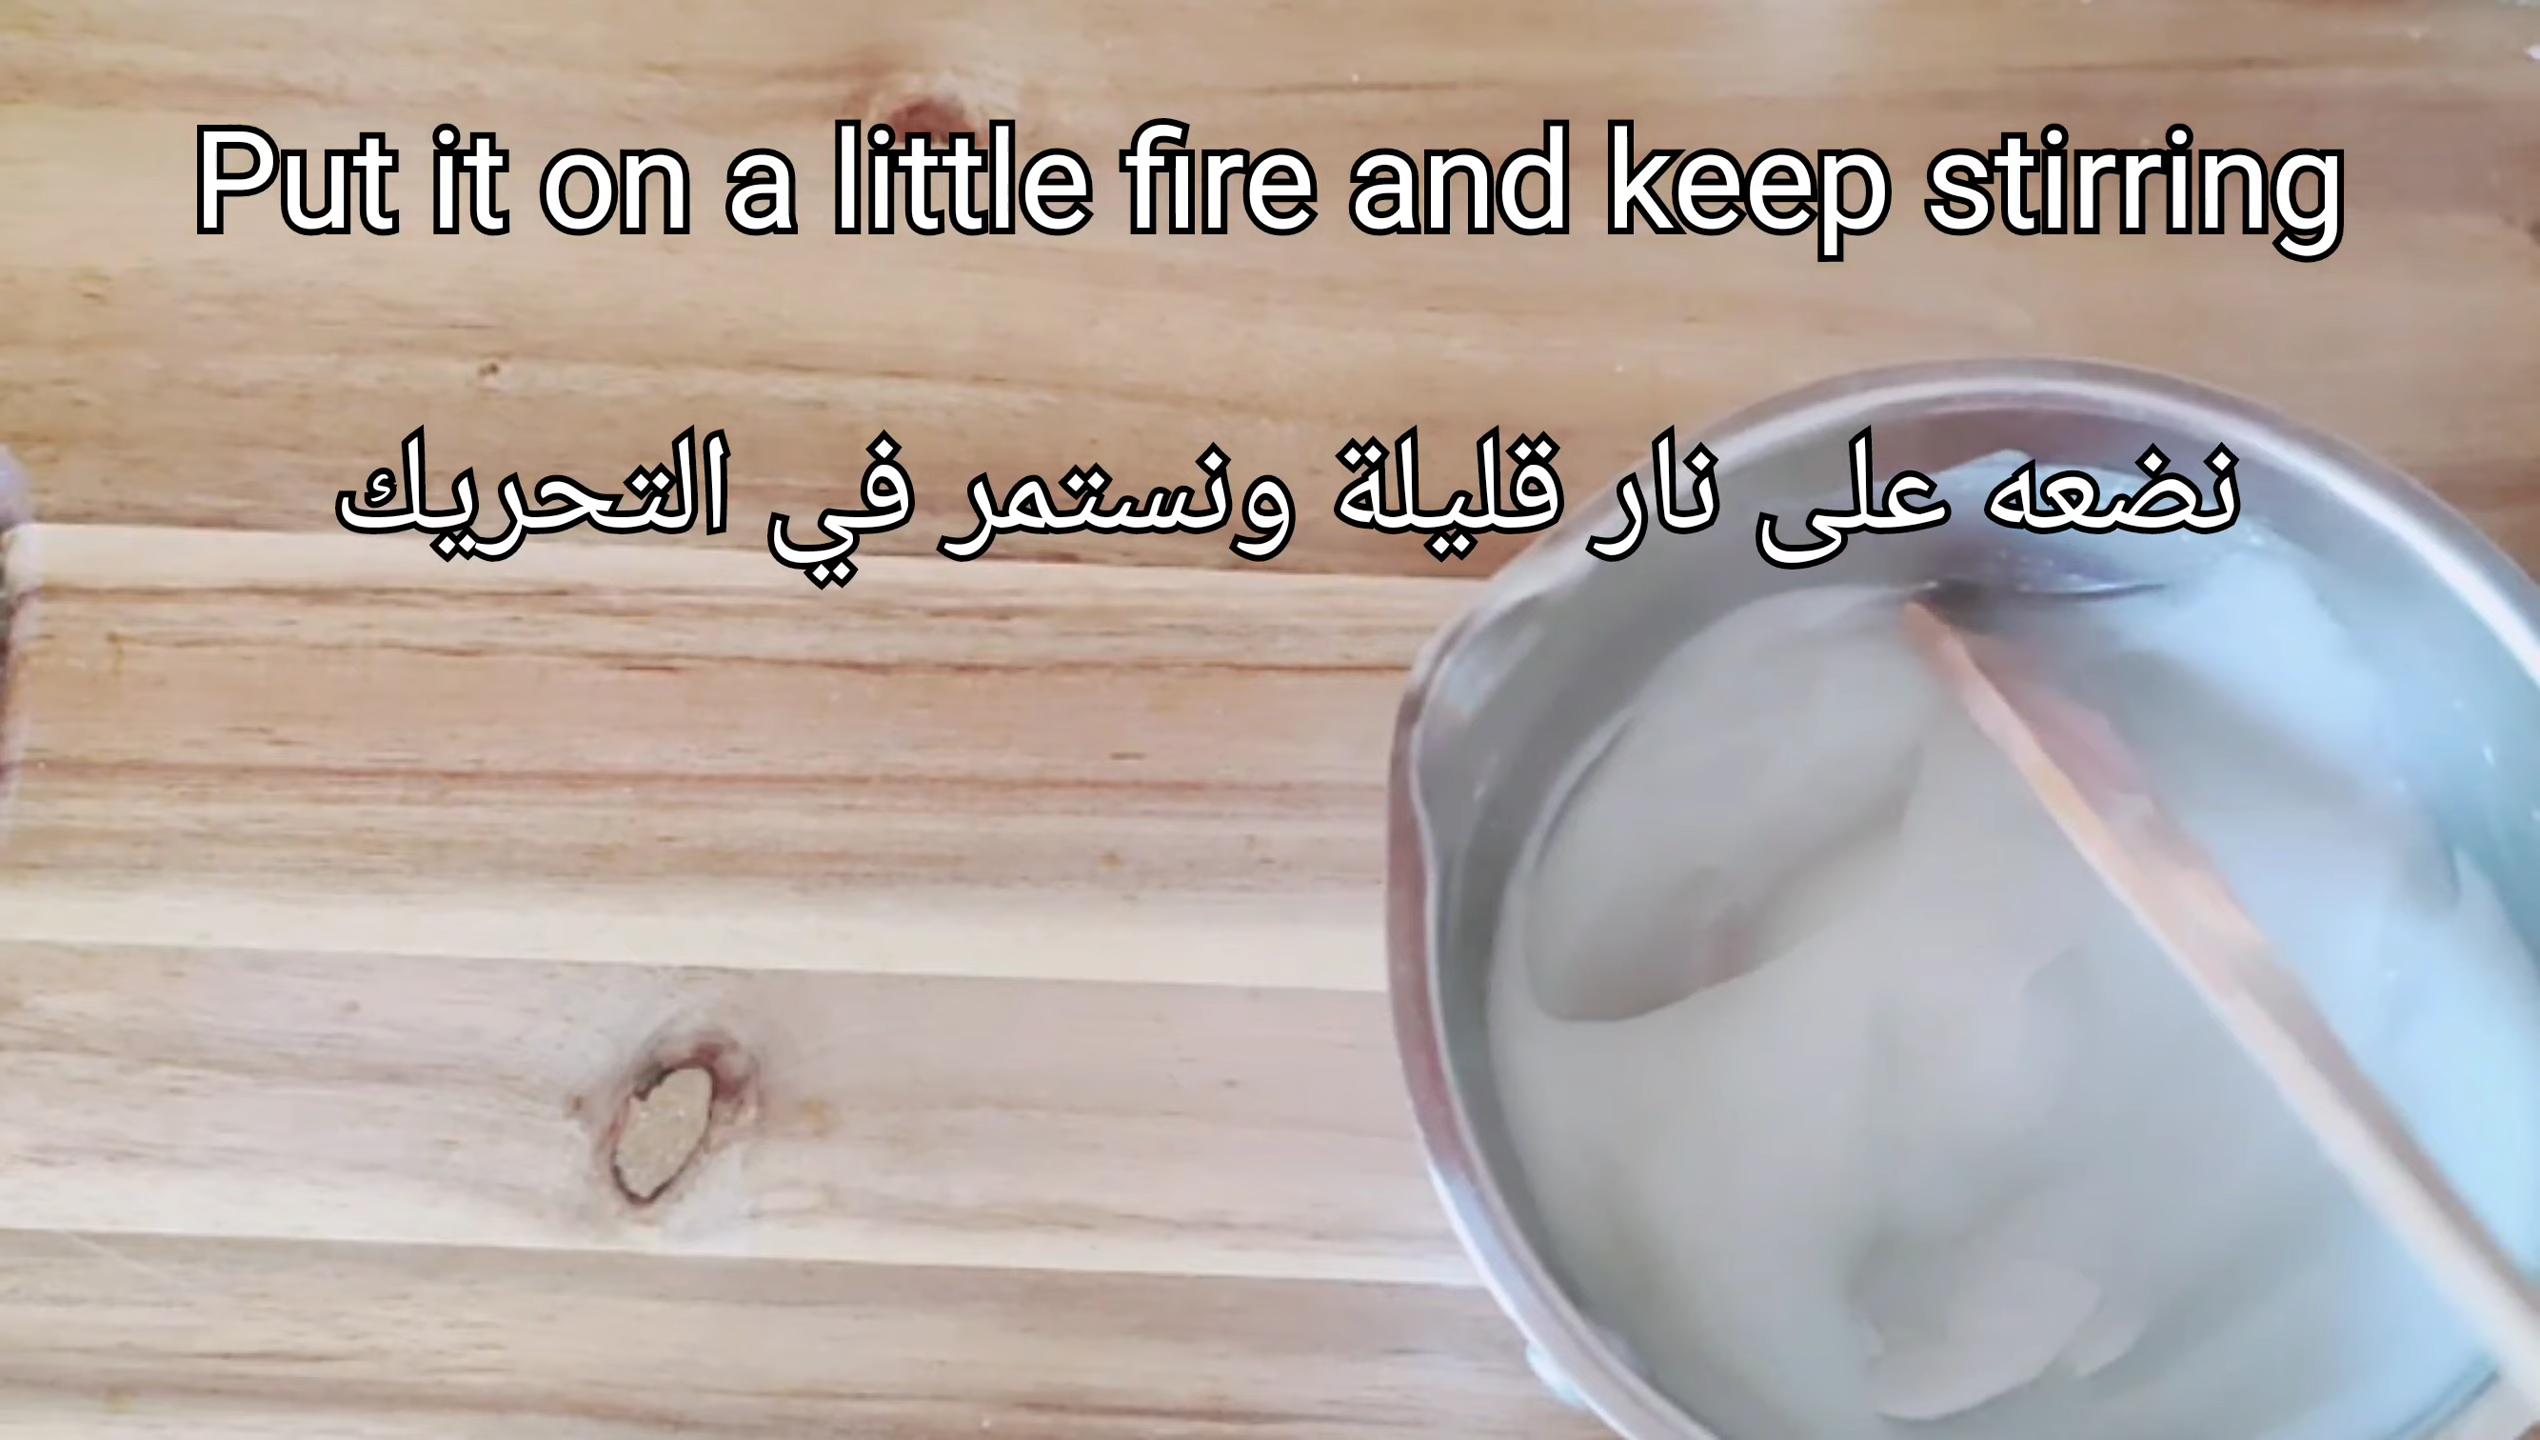 Put it on a little fire and keep stirring
نضعه على نار قليلة ونستمر في التحريك